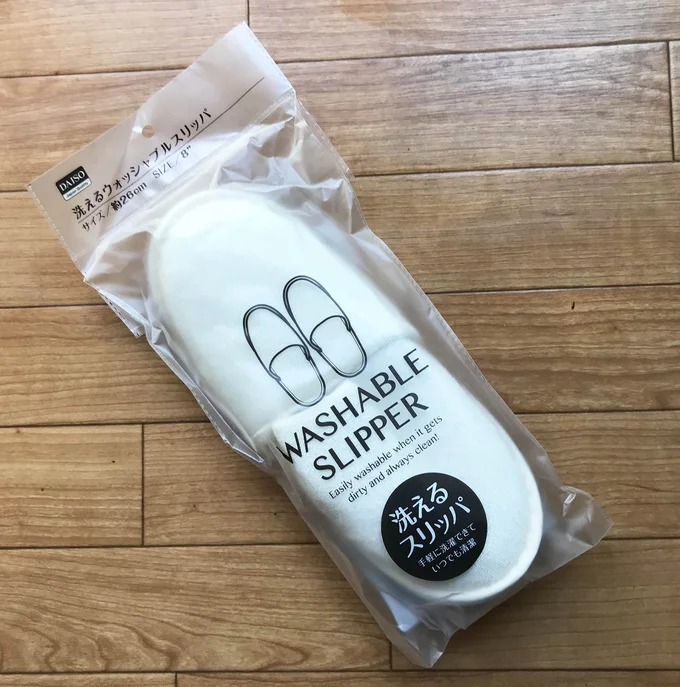 DAISO
洗えるウォッシャブルスリッパ
サイズ/約26cm SIZE/8"
WASHABLE
SLIPPER
Easily washable when it gets
dirty and always clean!
洗える
スリッパ
手軽に洗濯できて
いつでも清潔